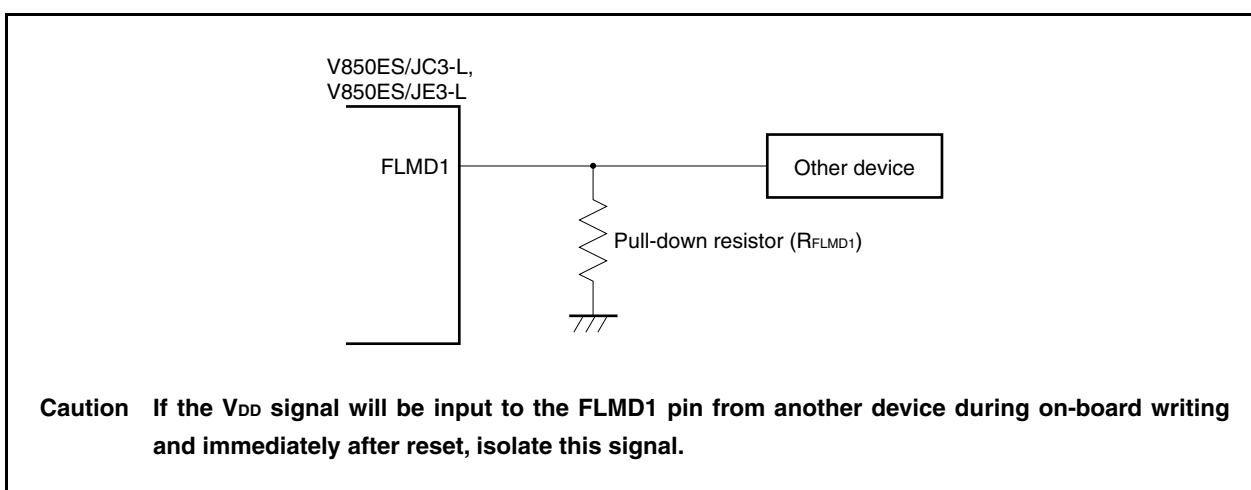 V850ES/JC3-L,
V850ES/JE3-L
FLMD1
Other device
Pull-down resistor (RFLMD1)
Caution If the VDD signal will be input to the FLMD1 pin from another device during on-board writing
and immediately after reset, isolate this signal.